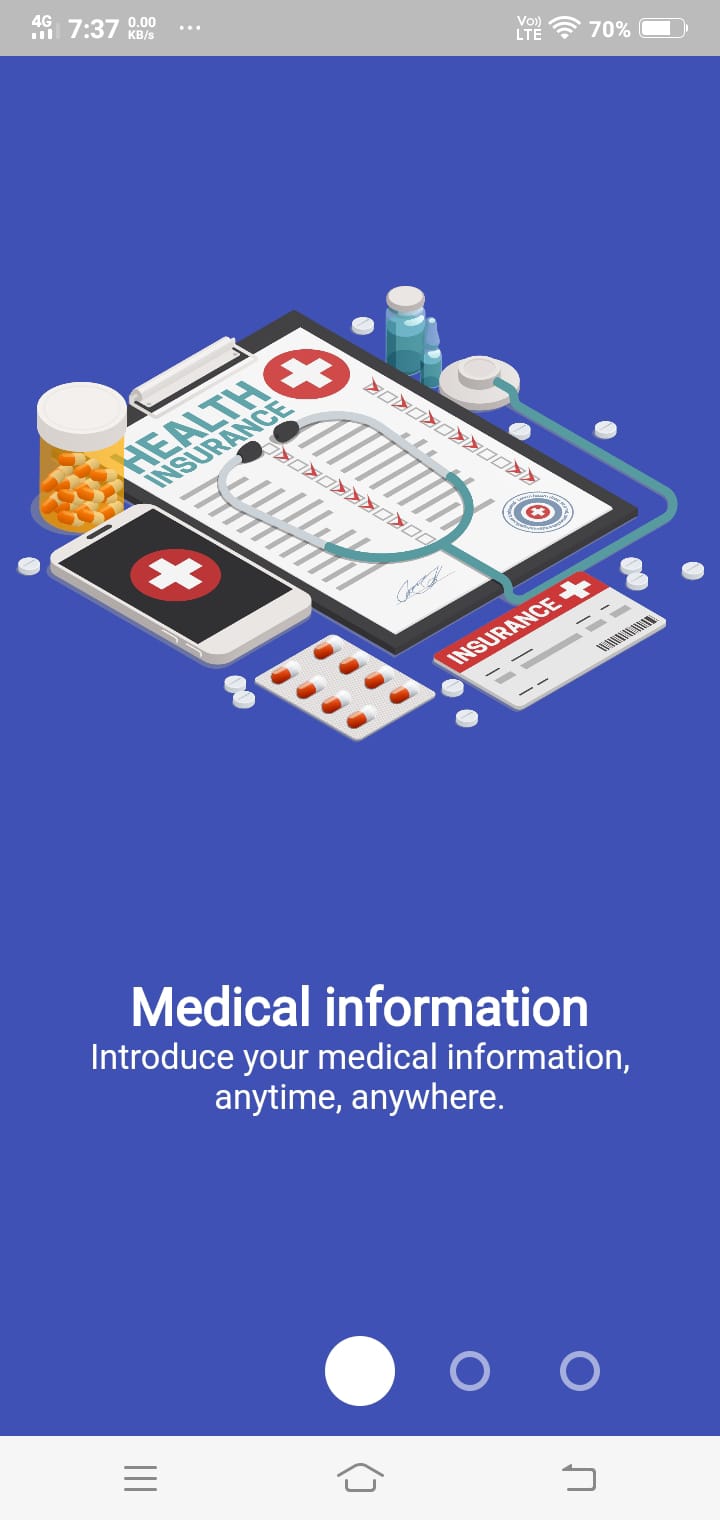 4G 7:37 0.00 KB/s ...
Vo)) LTE 70%
HEALTH
INSURANCE
INSURANCE
Medical information
Introduce your medical information,
anytime, anywhere.